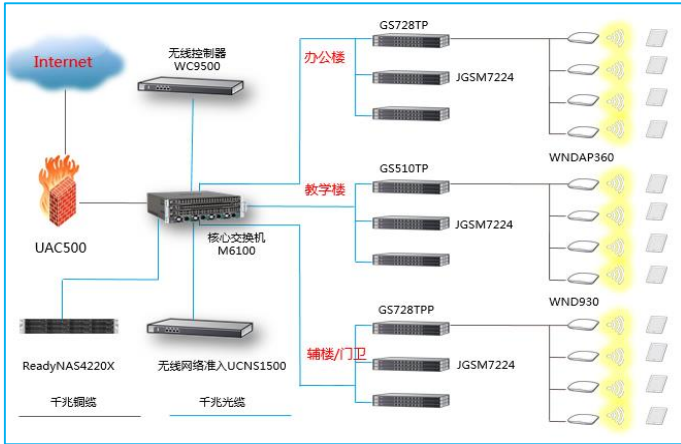 Internet
无线控制器
WC9500
UAC500
核心交换机
M6100
ReadyNAS4220X
无线网络准入UCNS1500
千兆铜缆
千兆光缆
办公楼
GS728TP
JGSM7224
WNDAP360
教学楼
GS510TP
JGSM7224
WND930
辅楼/门卫
GS728TPP
JGSM7224